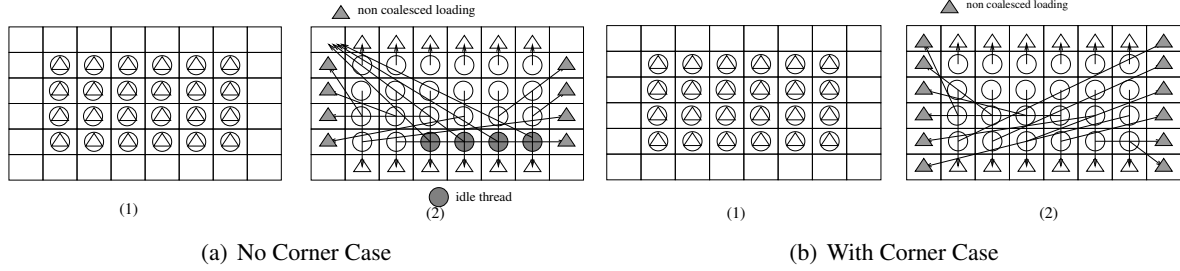 non coalesced loading
non coalesced loading
idle thread
(1)
(2)
(1)
(2)
(a) No Corner Case
(b) With Corner Case